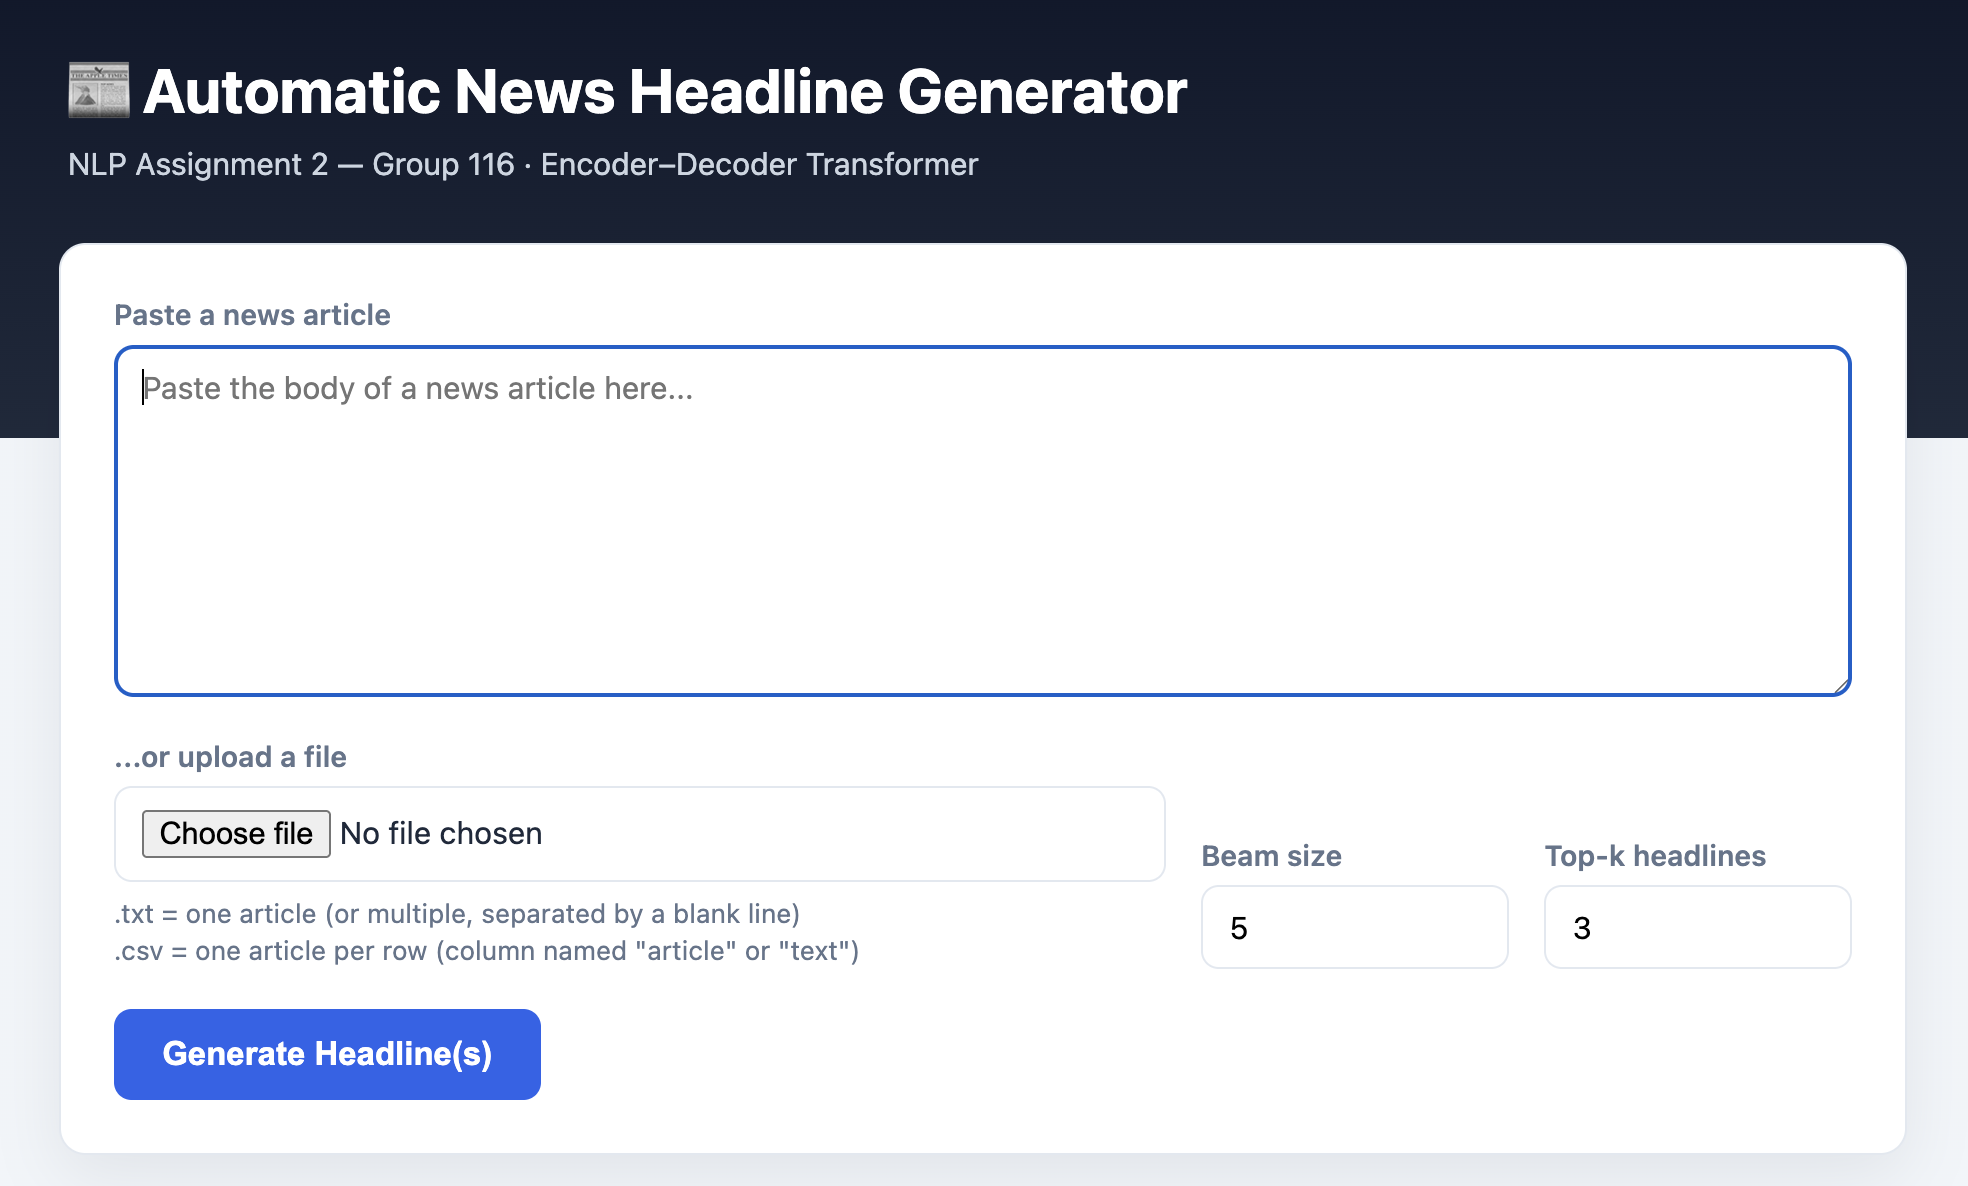 Automatic News Headline Generator
NLP Assignment 2 — Group 116 · Encoder–Decoder Transformer
Paste a news article
Paste the body of a news article here...
...or upload a file
Choose file No file chosen
.txt = one article (or multiple, separated by a blank line)
.csv = one article per row (column named "article" or "text")
Beam size
5
Top-k headlines
3
Generate Headline(s)